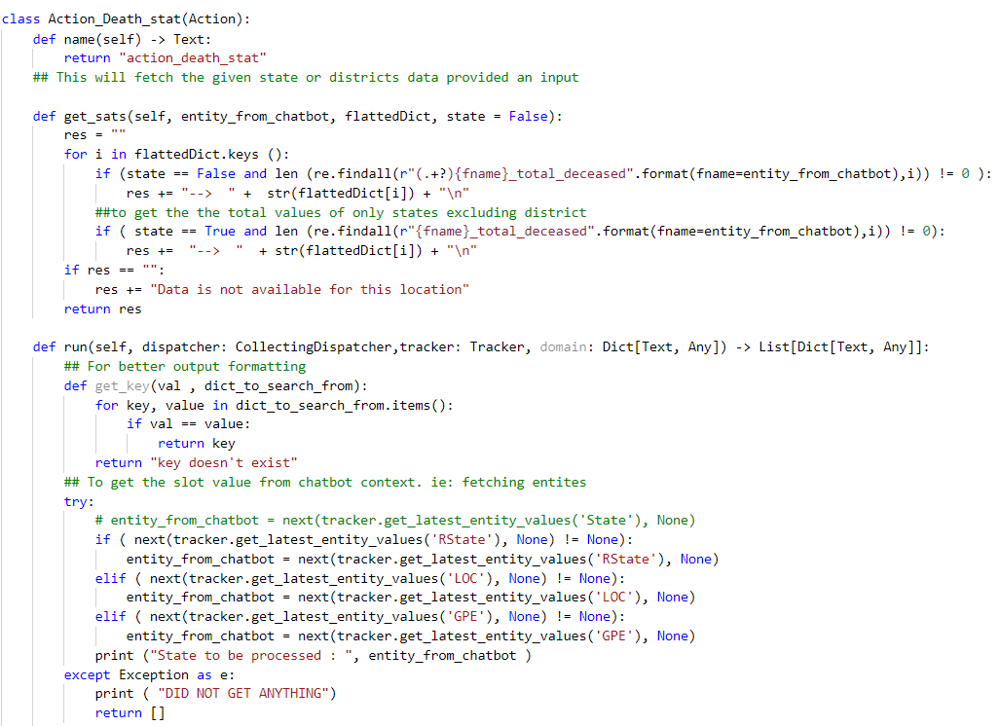 class Action_Death_stat(Action):
    def name(self) -> Text:
        return "action_death_stat"
    ## This will fetch the given state or districts data provided an input

    def get_sats(self, entity_from_chatbot, flattedDict, state = False):
        res = ""
        for i in flattedDict.keys ():
            if (state == False and len (re.findall(r"(.+?){fname}_total_deceased".format(fname=entity_from_chatbot),i)) != 0 ):
                res += "-->  " +  str(flattedDict[i]) + "\n"
            ##to get the the total values of only states excluding district
            if ( state == True and len (re.findall(r"{fname}_total_deceased".format(fname=entity_from_chatbot),i)) != 0):
                res +=  "-->  "  + str(flattedDict[i]) + "\n"
        if res == "":
            res += "Data is not available for this location"
        return res

    def run(self, dispatcher: CollectingDispatcher,tracker: Tracker, domain: Dict[Text, Any]) -> List[Dict[Text, Any]]:
        ## For better output formatting
        def get_key(val , dict_to_search_from):
            for key, value in dict_to_search_from.items():
                if val == value:
                    return key
            return "key doesn't exist"
        ## To get the slot value from chatbot context. ie: fetching entites
        try:
            # entity_from_chatbot = next(tracker.get_latest_entity_values('State'), None)
            if ( next(tracker.get_latest_entity_values('RState'), None) != None):
                entity_from_chatbot = next(tracker.get_latest_entity_values('RState'), None)
            elif ( next(tracker.get_latest_entity_values('LOC'), None) != None):
                entity_from_chatbot = next(tracker.get_latest_entity_values('LOC'), None)
            elif ( next(tracker.get_latest_entity_values('GPE'), None) != None):
                entity_from_chatbot = next(tracker.get_latest_entity_values('GPE'), None)
            print ("State to be processed : ", entity_from_chatbot )
        except Exception as e:
            print ( "DID NOT GET ANYTHING")
            return []